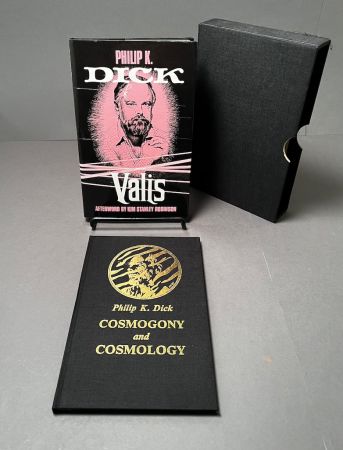 PHILIP K.
DICK
Valis
AFTERWORD BY KIM STANLEY ROBINSON
Philip K. Dick
COSMOGONY
and
COSMOLOGY